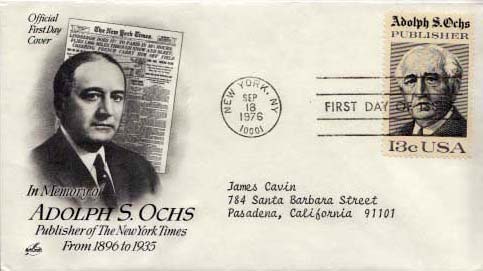 Official
First Day
Cover
The New York Times.
In Memory of
ADOLPH S. OCHS
Publisher of The New York Times
From 1896 to 1935
NEW YORK, NY
SEP
18
1976
10001
FIRST DAY OF ISSUE
Adolph S. Ochs
PUBLISHER
13c USA
James Cavin
784 Santa Barbara Street
Pasadena, California 91101